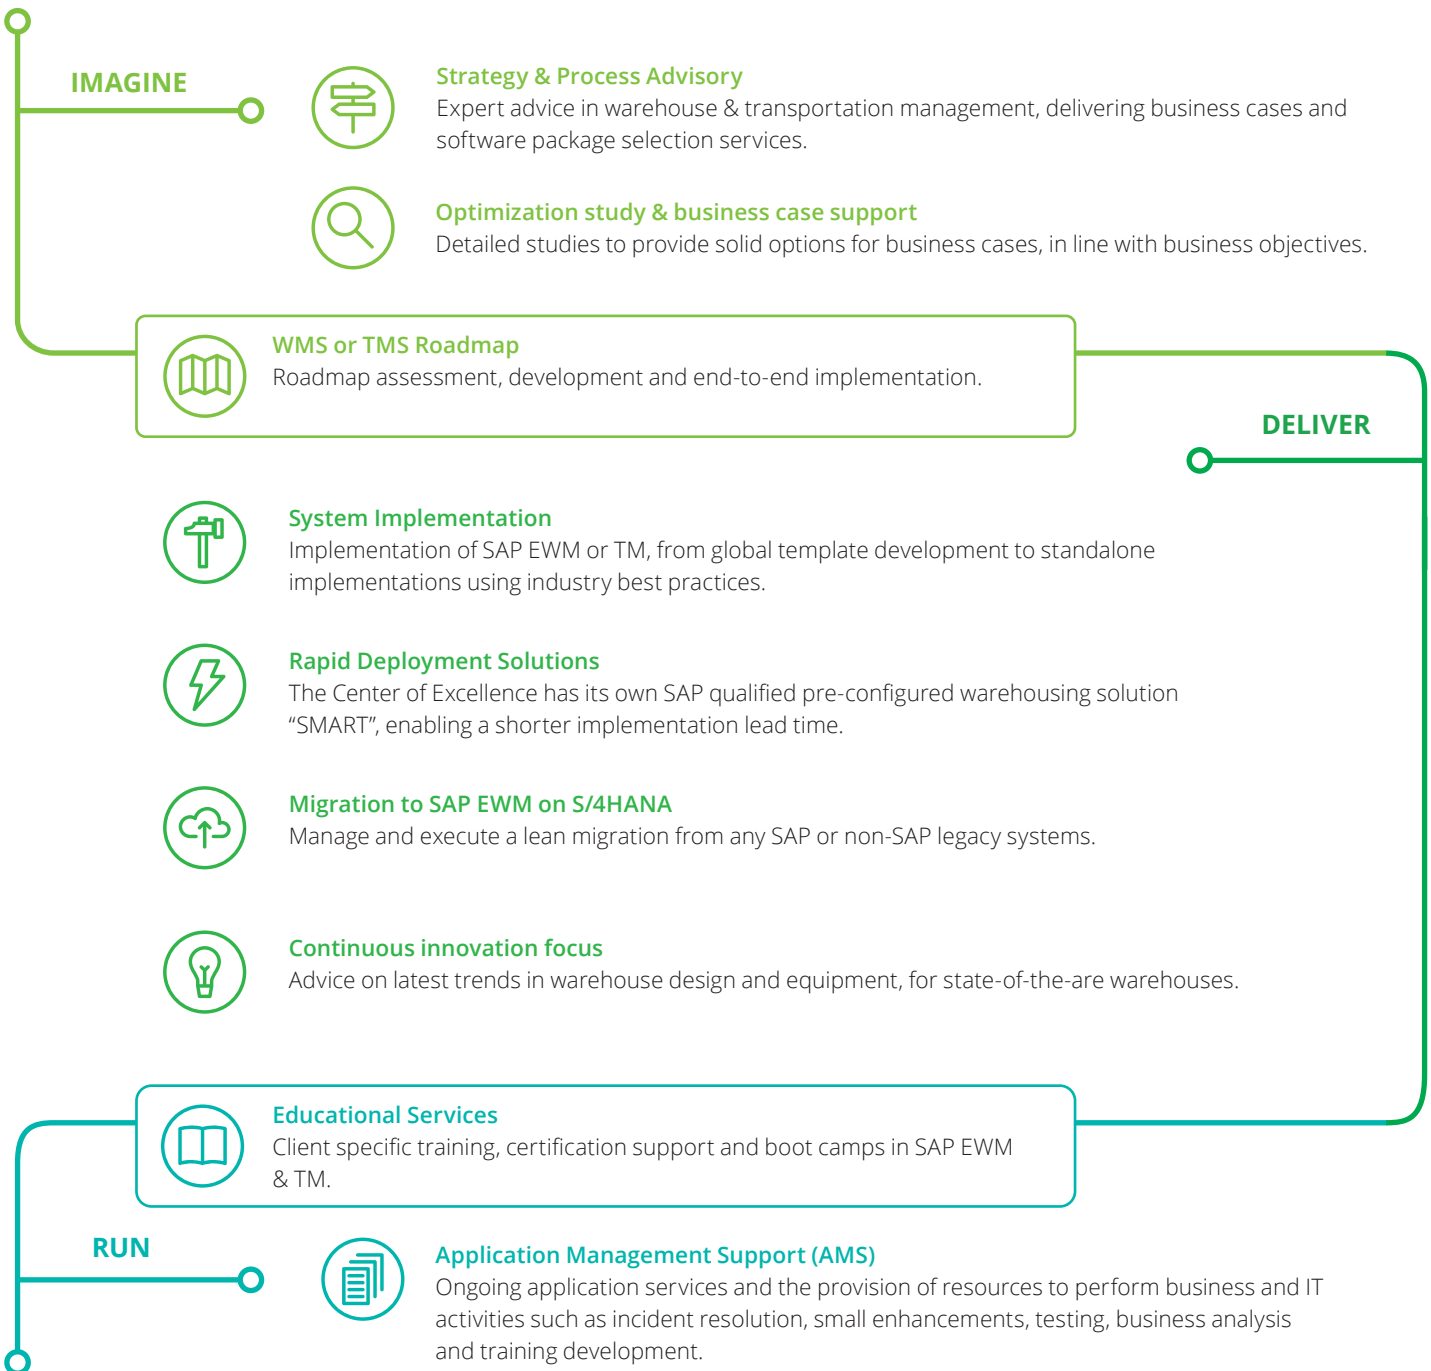 IMAGINE
Strategy & Process Advisory
Expert advice in warehouse & transportation management, delivering business cases and
software package selection services.
Optimization study & business case support
Detailed studies to provide solid options for business cases, in line with business objectives.
WMS or TMS Roadmap
Roadmap assessment, development and end-to-end implementation.
DELIVER
System Implementation
Implementation of SAP EWM or TM, from global template development to standalone
implementations using industry best practices.
Rapid Deployment Solutions
The Center of Excellence has its own SAP qualified pre-configured warehousing solution
“SMART”, enabling a shorter implementation lead time.
Migration to SAP EWM on S/4HANA
Manage and execute a lean migration from any SAP or non-SAP legacy systems.
Continuous innovation focus
Advice on latest trends in warehouse design and equipment, for state-of-the-are warehouses.
Educational Services
Client specific training, certification support and boot camps in SAP EWM
& TM.
RUN
Application Management Support (AMS)
Ongoing application services and the provision of resources to perform business and IT
activities such as incident resolution, small enhancements, testing, business analysis
and training development.